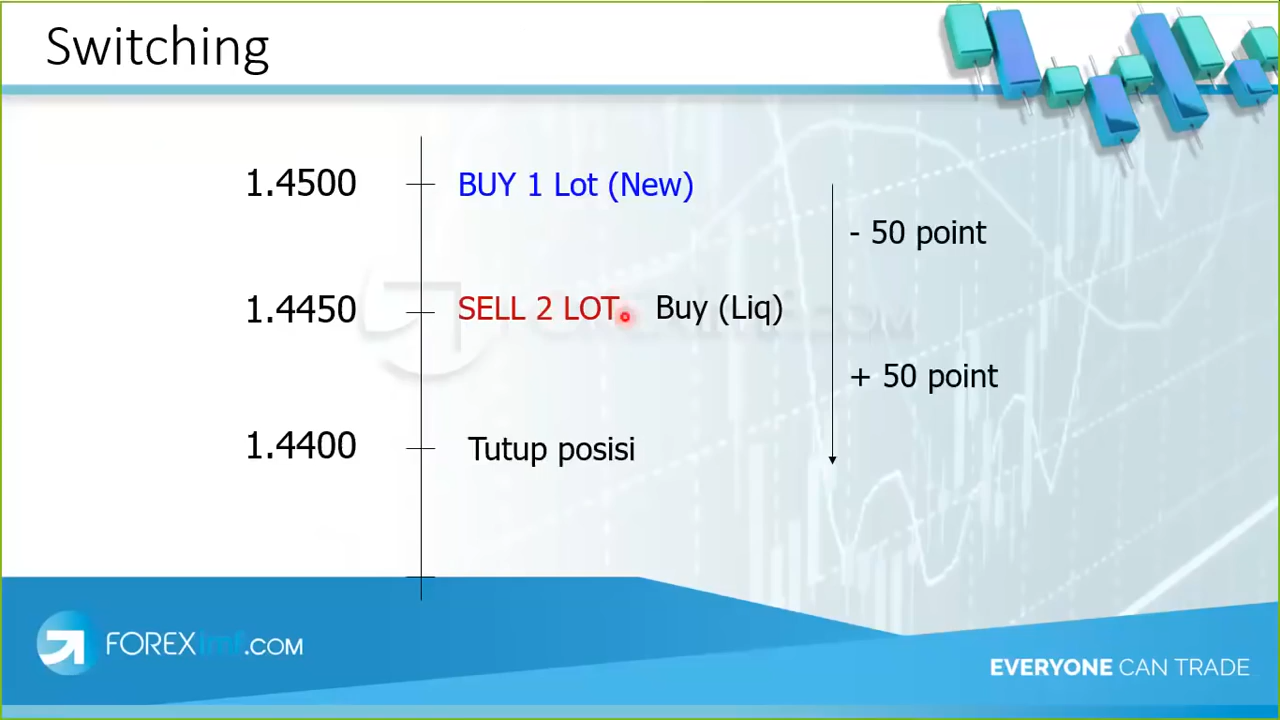 Switching
1.4500 BUY 1 Lot (New)
- 50 point
1.4450 SELL 2 LOT Buy (Liq)
+ 50 point
1.4400 Tutup posisi
FOREXimf.COM
EVERYONE CAN TRADE